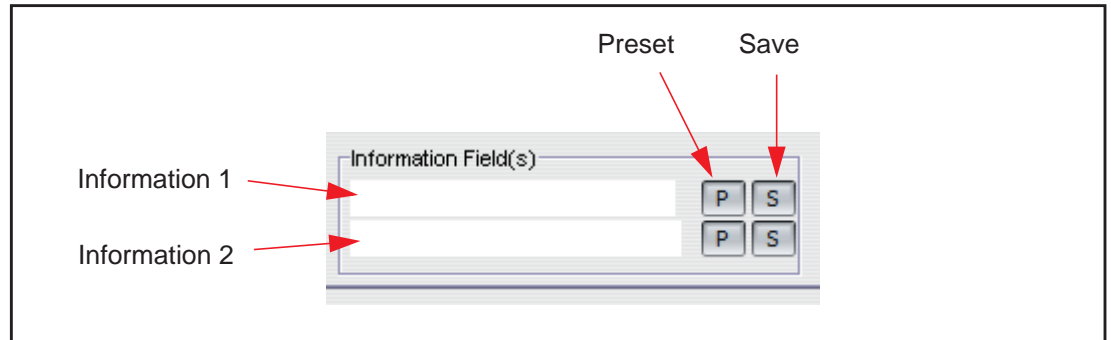 Preset Save
Information Field(s)
Information 1
P S
Information 2
P S